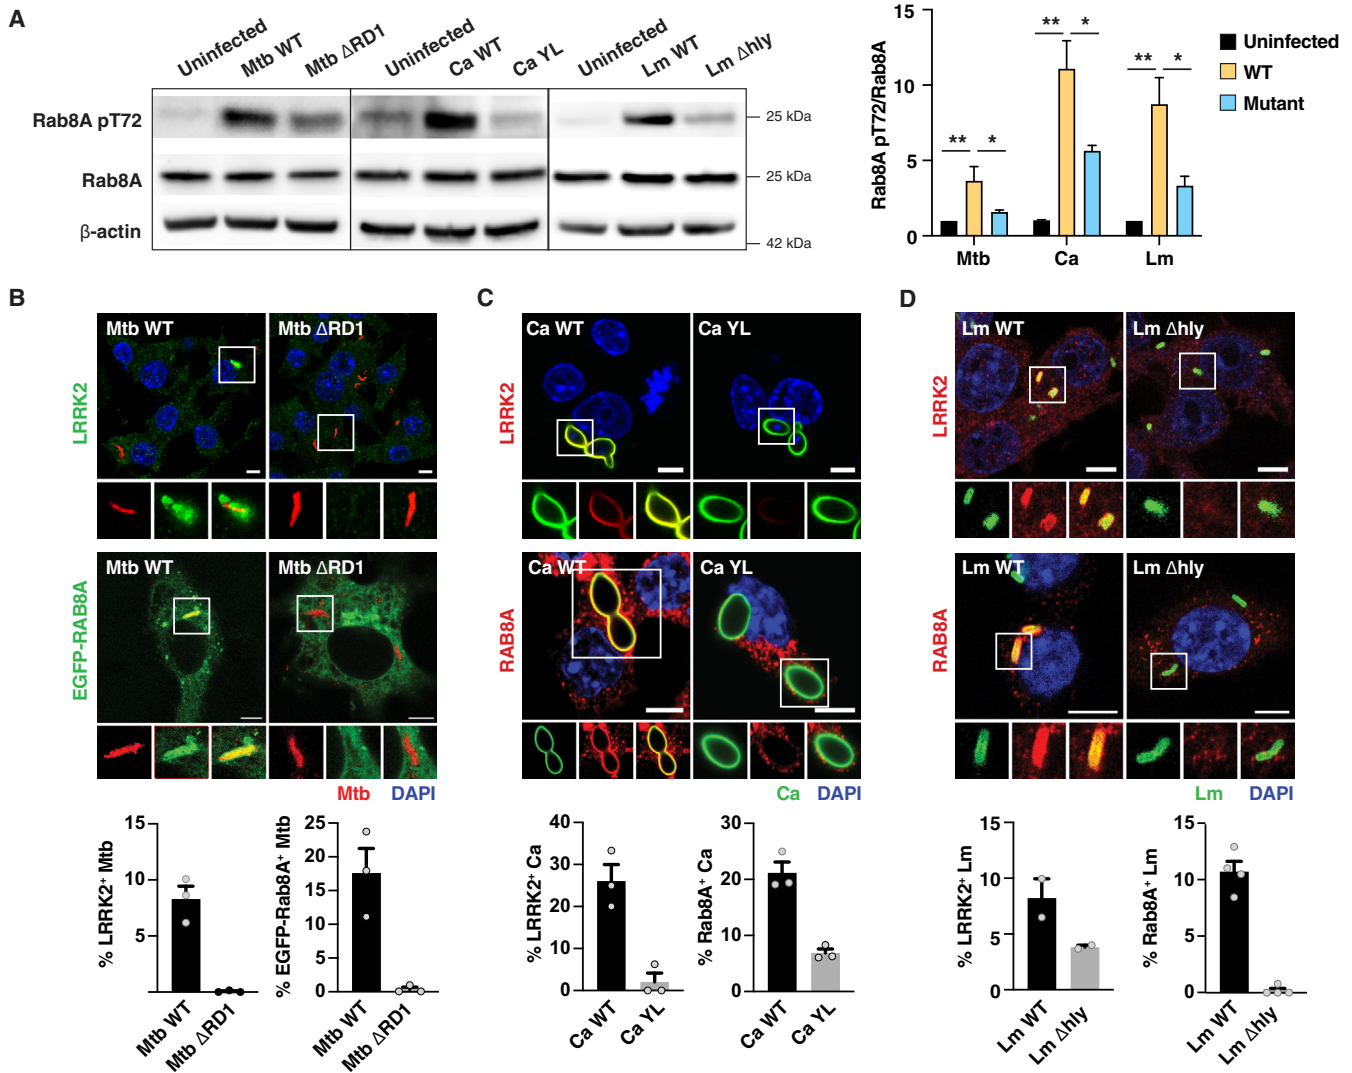 A
Uninfected
Mtb WT
Mtb ΔRD1
Uninfected
Ca WT
Ca YL
Uninfected
Lm WT
Lm Δhly
Rab8A pT72
25 kDa
Rab8A
25 kDa
β-actin
42 kDa
Rab8A pT72/Rab8A
15
10
5
0
** *
** *
** *
Mtb
Ca
Lm
Uninfected
WT
Mutant
B
LRRK2
Mtb WT
Mtb ΔRD1
EGFP-RAB8A
Mtb WT
Mtb ΔRD1
Mtb DAPI
% LRRK2+ Mtb
15
10
5
Mtb WT
Mtb ΔRD1
% EGFP-Rab8A+ Mtb
25
20
15
10
5
0
Mtb WT
Mtb ΔRD1
C
LRRK2
Ca WT
Ca YL
RAB8A
Ca WT
Ca YL
Ca DAPI
% LRRK2+ Ca
40
30
20
10
0
Ca WT
Ca YL
% Rab8A+ Ca
30
20
10
0
Ca WT
Ca YL
D
LRRK2
Lm WT
Lm Δhly
RAB8A
Lm WT
Lm Δhly
Lm DAPI
% LRRK2+ Lm
15
10
5
0
Lm WT
Lm Δhly
% Rab8A+ Lm
15
10
5
0
Lm WT
Lm Δhly